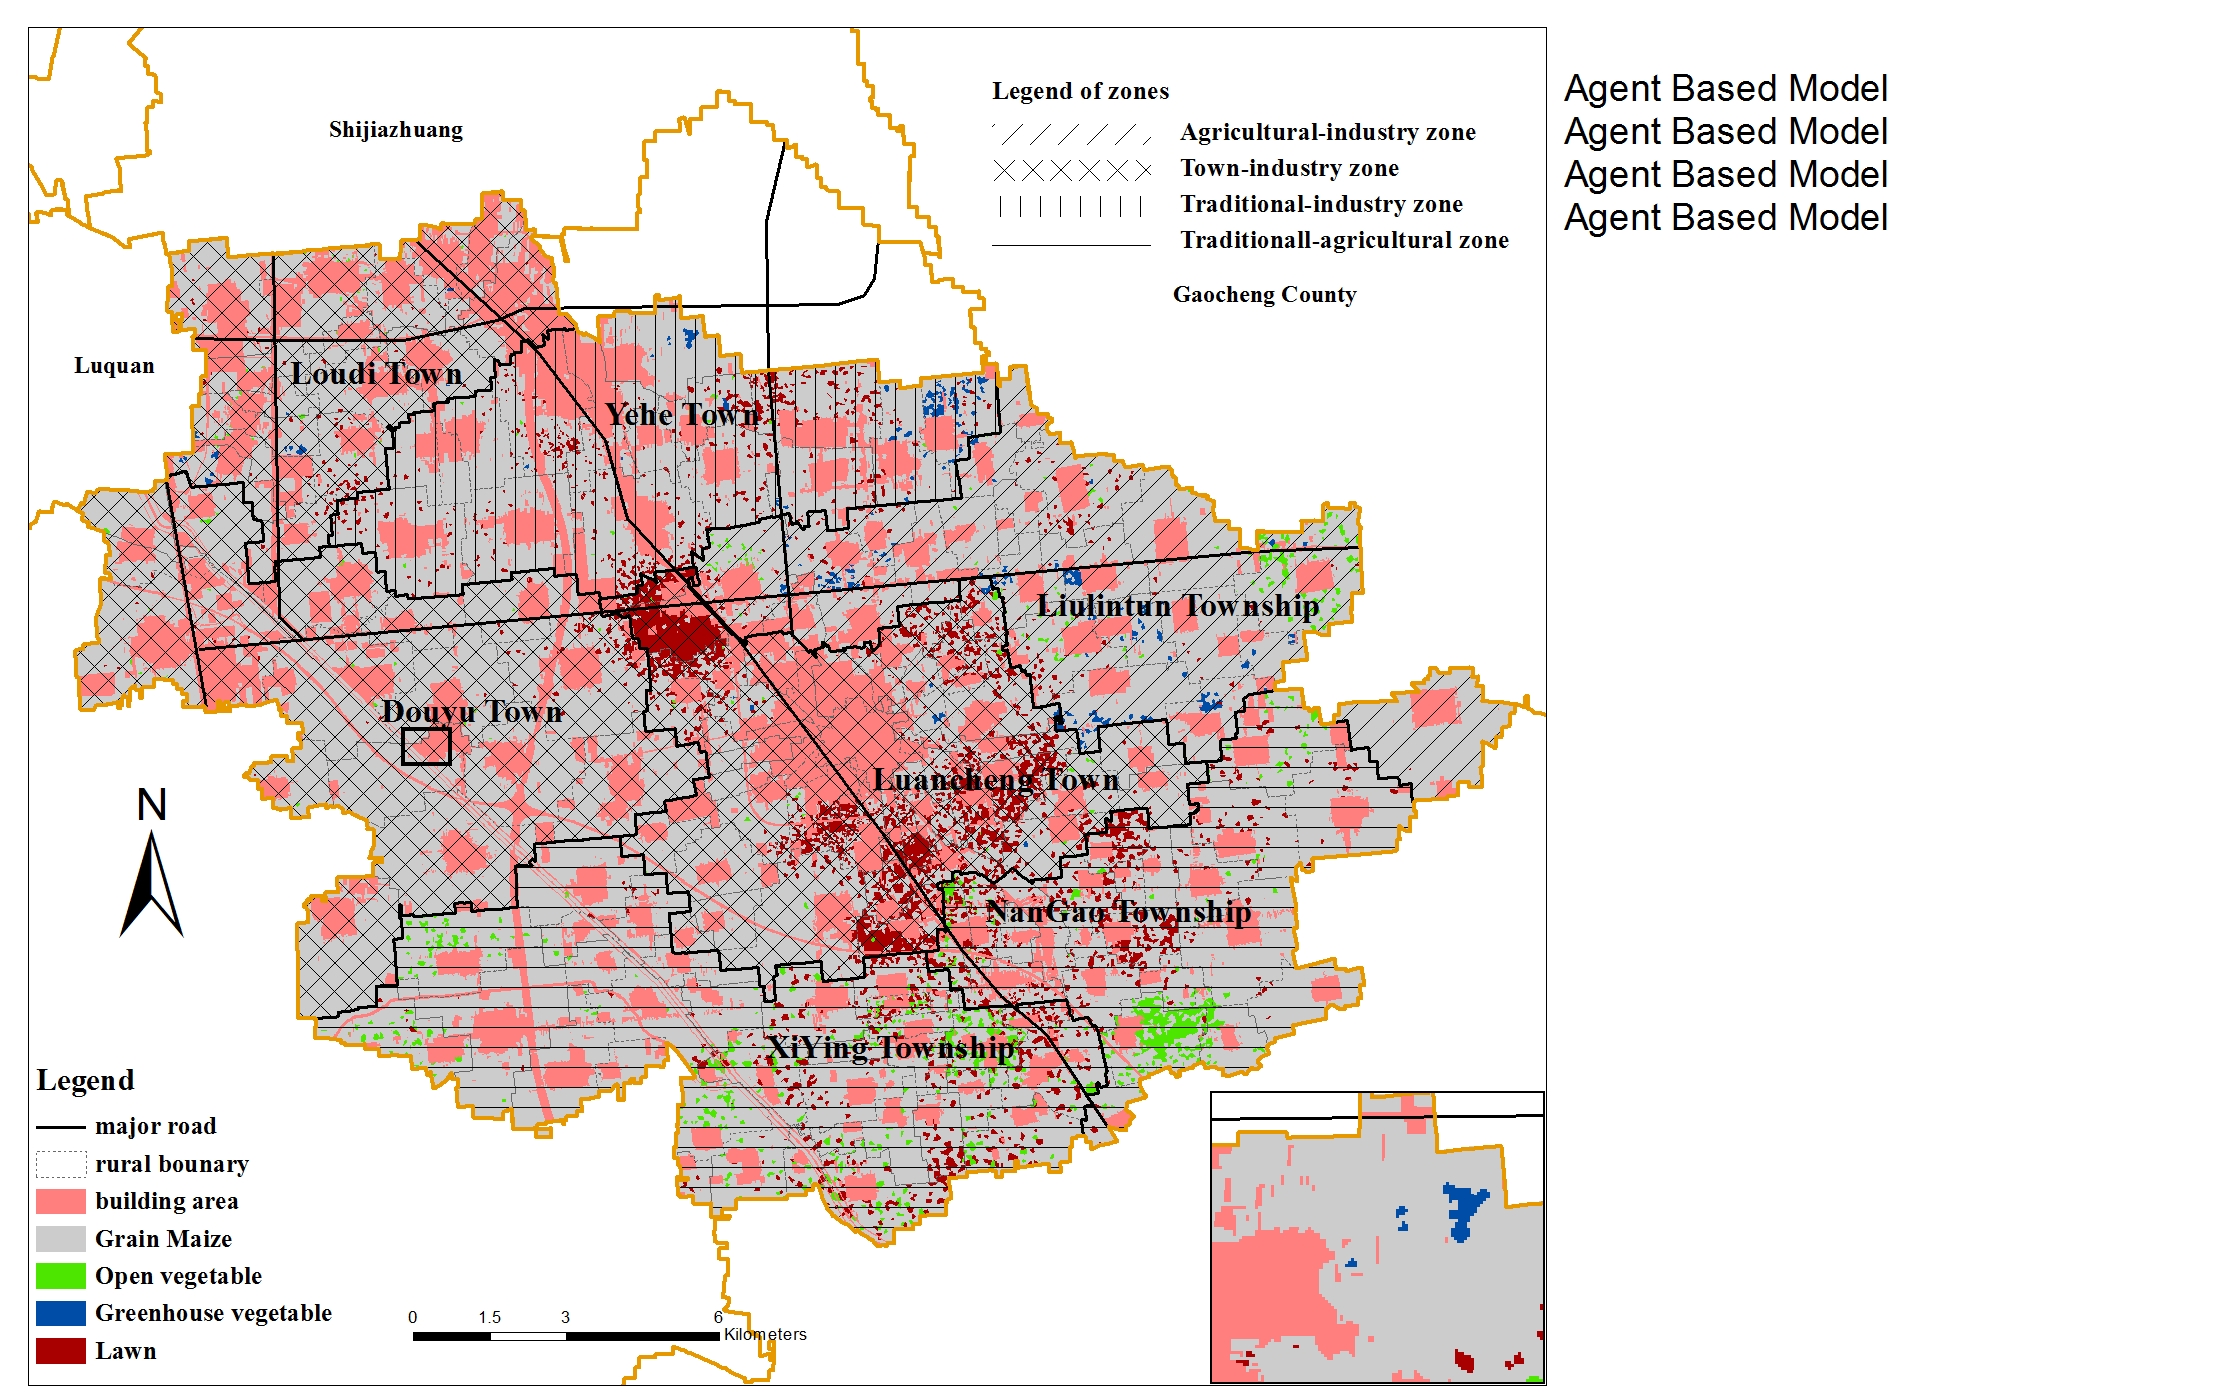 Agent Based Model
Agent Based Model
Agent Based Model
Agent Based Model
Legend of zones
Agricultural-industry zone
Town-industry zone
Traditional-industry zone
Traditionall-agricultural zone
Shijiazhuang
Gaocheng County
Luquan
Loudi Town
Yehe Town
Liulintun Township
Douyu Town
Luancheng Town
N
NanGao Township
XiYing Township
Legend
major road
rural bounary
building area
Grain Maize
Open vegetable
Greenhouse vegetable
Lawn
0 1.5 3 6
Kilometers